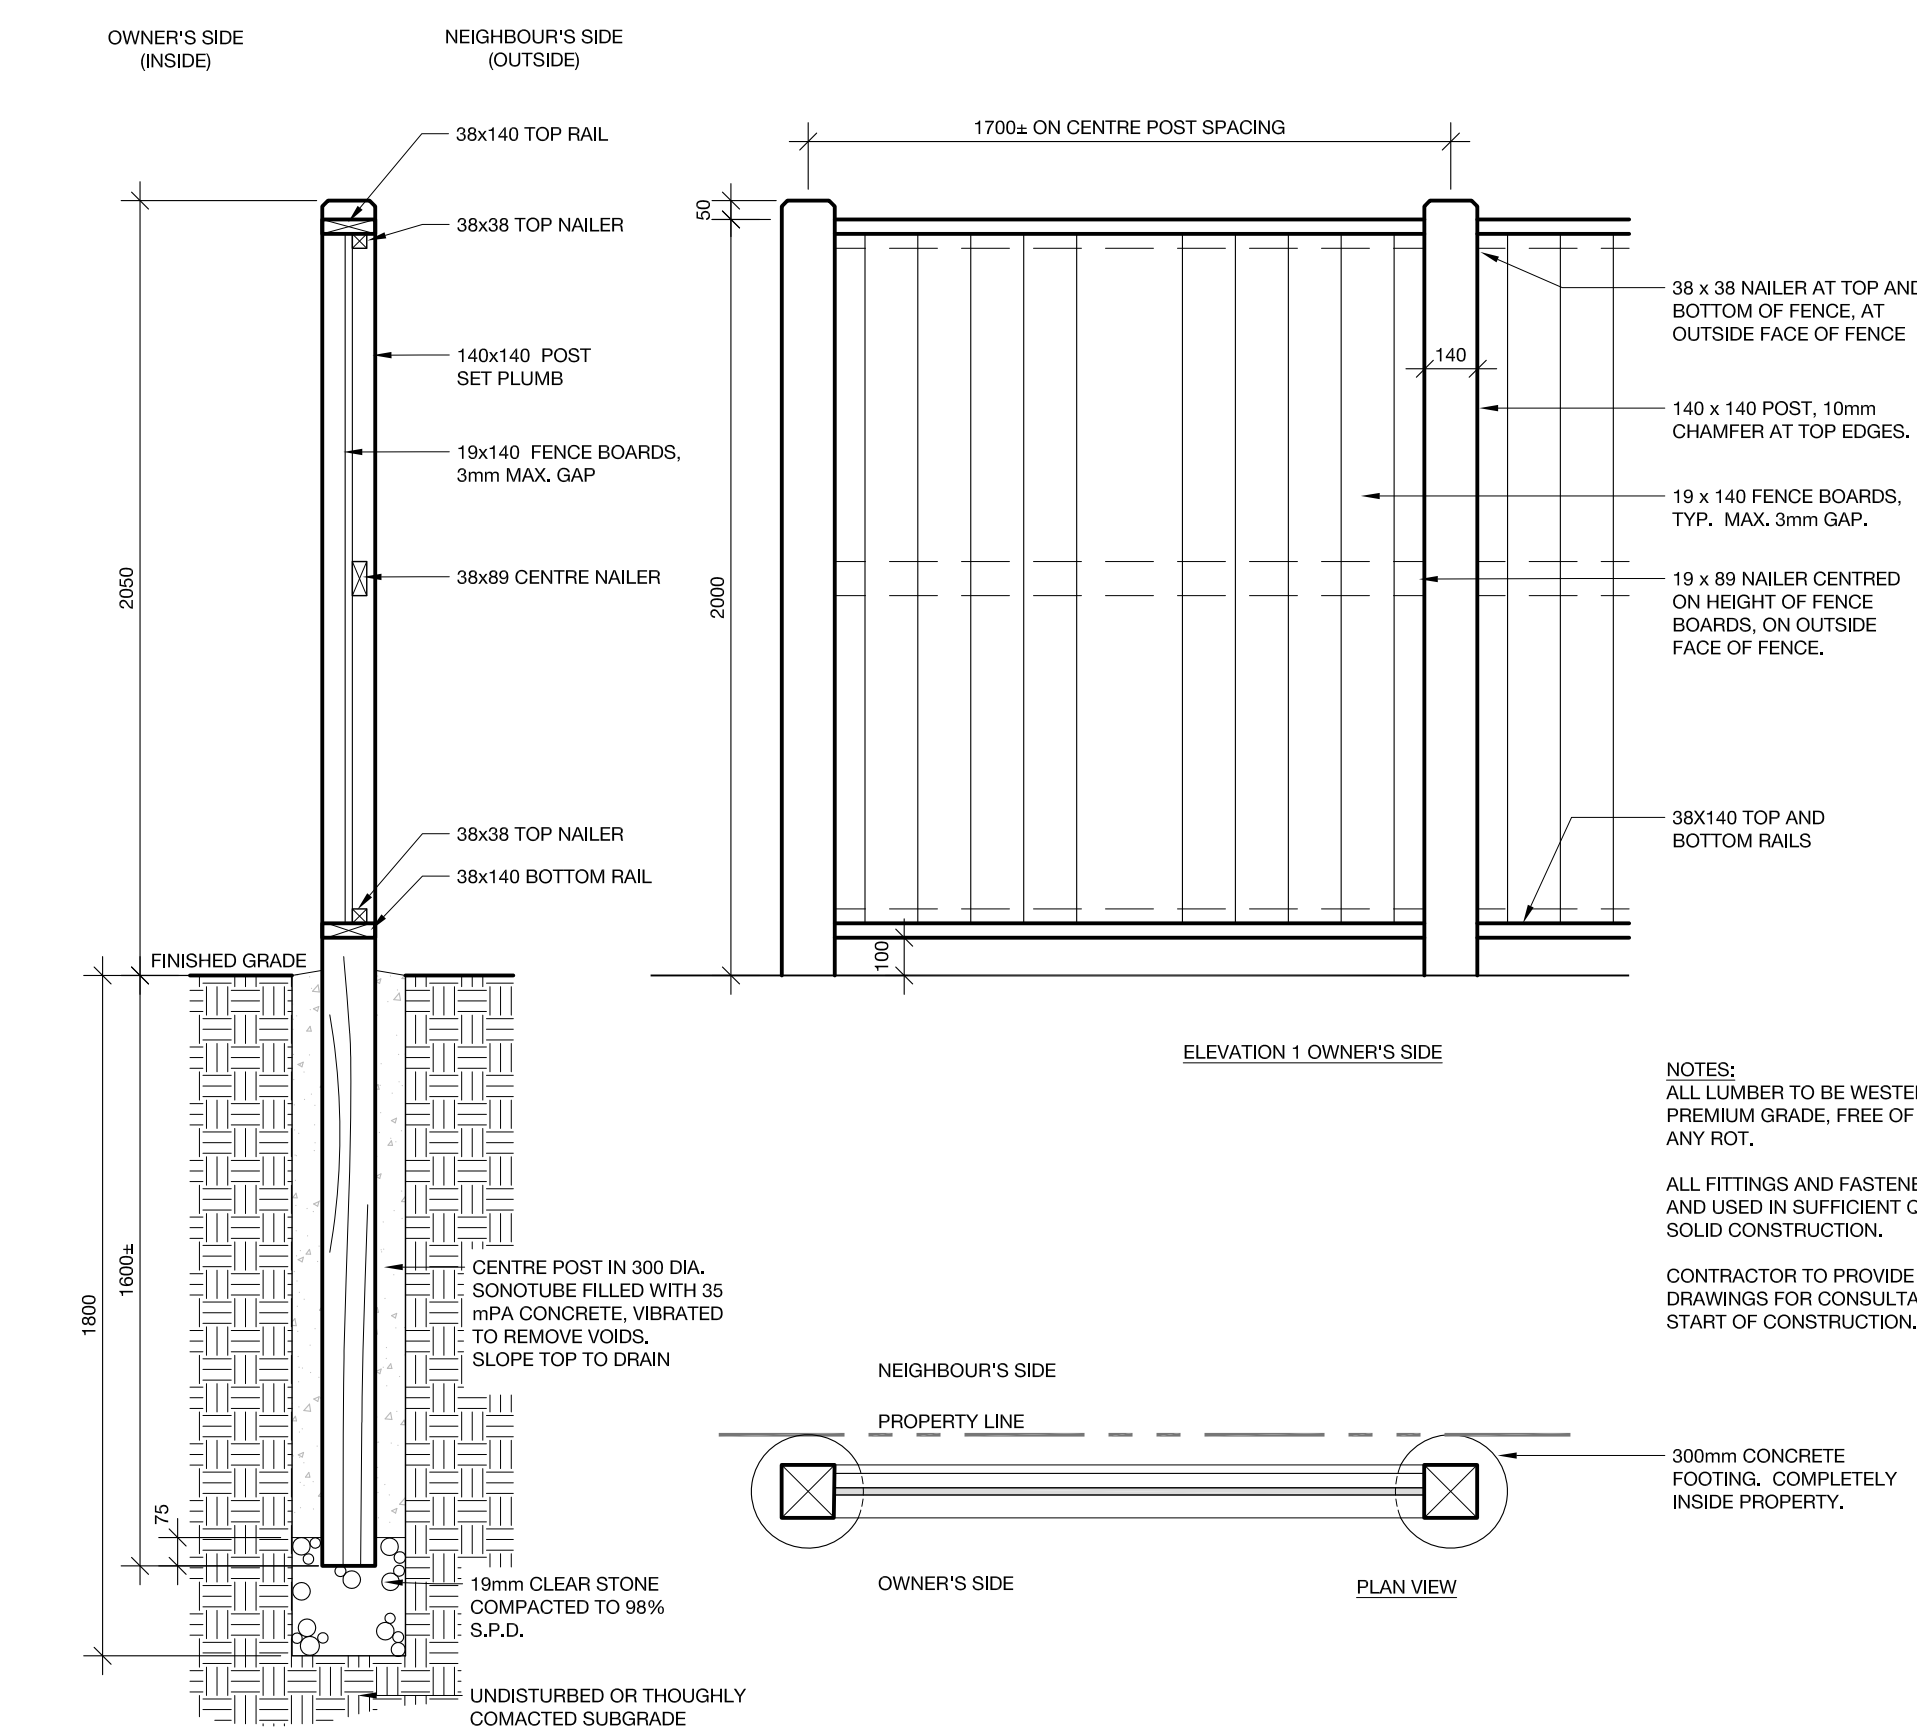 OWNER'S SIDE
(INSIDE)
NEIGHBOUR'S SIDE
(OUTSIDE)
38x140 TOP RAIL
38x38 TOP NAILER
140x140 POST
SET PLUMB
19x140 FENCE BOARDS,
3mm MAX. GAP
38x89 CENTRE NAILER
38x38 TOP NAILER
38x140 BOTTOM RAIL
2050
FINISHED GRADE
1800
1600±
75
CENTRE POST IN 300 DIA.
SONOTUBE FILLED WITH 35
mPA CONCRETE, VIBRATED
TO REMOVE VOIDS.
SLOPE TOP TO DRAIN
19mm CLEAR STONE
COMPACTED TO 98%
S.P.D.
UNDISTURBED OR THOUGHLY
COMACTED SUBGRADE
1700± ON CENTRE POST SPACING
50
2000
100
140
38 x 38 NAILER AT TOP AND
BOTTOM OF FENCE, AT
OUTSIDE FACE OF FENCE
140 x 140 POST, 10mm
CHAMFER AT TOP EDGES.
19 x 140 FENCE BOARDS,
TYP. MAX. 3mm GAP.
19 x 89 NAILER CENTRED
ON HEIGHT OF FENCE
BOARDS, ON OUTSIDE
FACE OF FENCE.
38X140 TOP AND
BOTTOM RAILS
ELEVATION 1 OWNER'S SIDE
NOTES:
ALL LUMBER TO BE
PREMIUM GRADE, FREE OF
ANY ROT.
ALL FITTINGS AND
AND USED IN SUFFICIENT
SOLID CONSTRUCTION.
CONTRACTOR TO PROVIDE
DRAWINGS FOR
START OF CONSTRUCTION.
NEIGHBOUR'S SIDE
PROPERTY LINE
300mm CONCRETE
FOOTING. COMPLETELY
INSIDE PROPERTY.
OWNER'S SIDE
PLAN VIEW